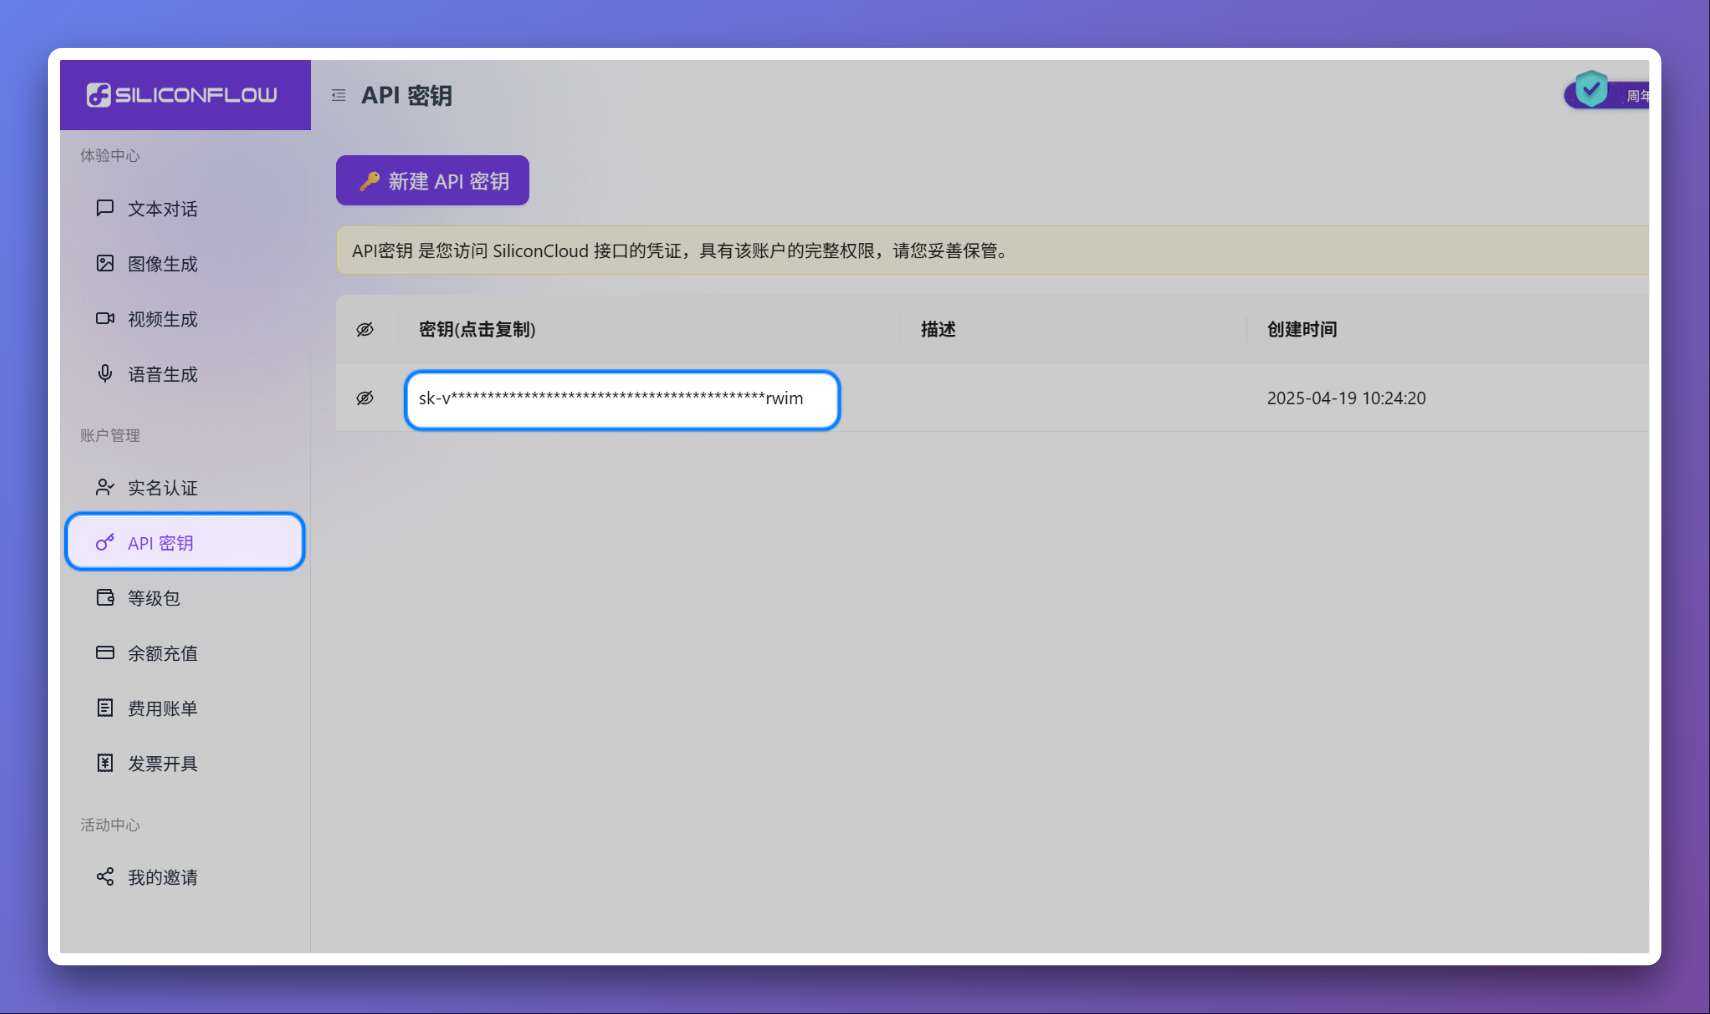 SILICONFLOW
API 密钥
周年
体验中心
文本对话
图像生成
视频生成
语音生成
账户管理
实名认证
API 密钥
等级包
余额充值
费用账单
发票开具
活动中心
我的邀请
新建 API 密钥
API密钥 是您访问 SiliconCloud 接口的凭证，具有该账户的完整权限，请您妥善保管。
密钥(点击复制) 描述 创建时间
sk-v*******************************************rwim 2025-04-19 10:24:20